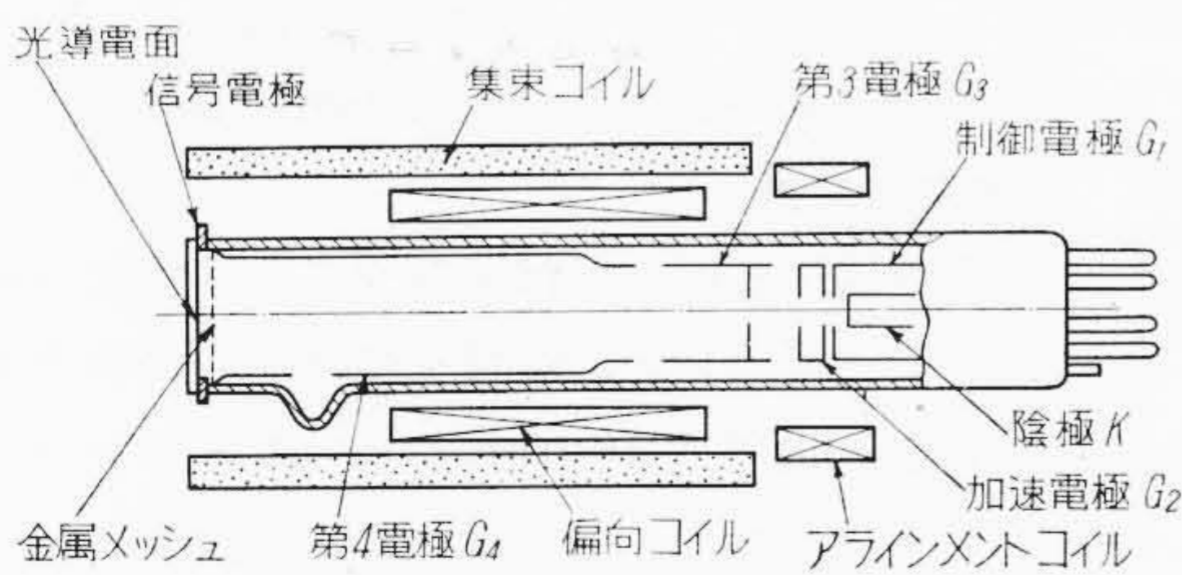 光導電面
信号電極
集束コイル
第3電極 G₃
制御電極 G₁
陰極 K
加速電極 G₂
金属メッシュ
第4電極 G₄
偏向コイル
アラインメントコイル